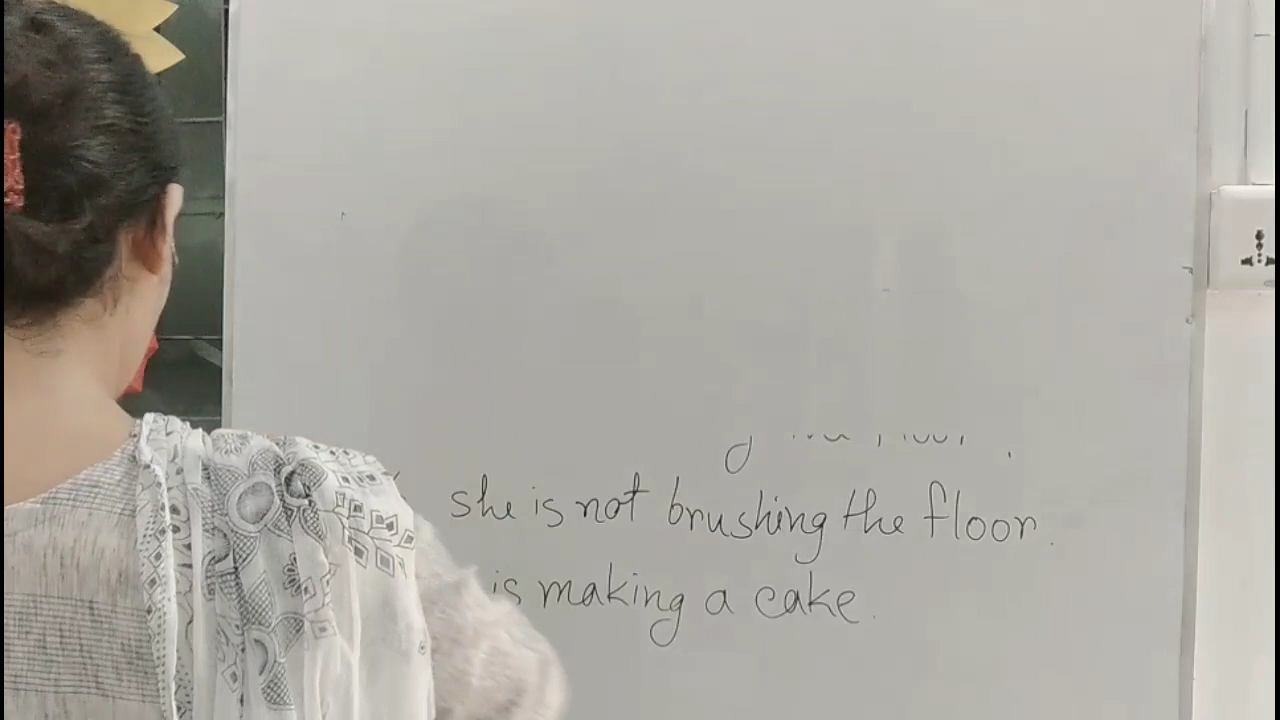 she is not brushing the floor.
is making a cake.